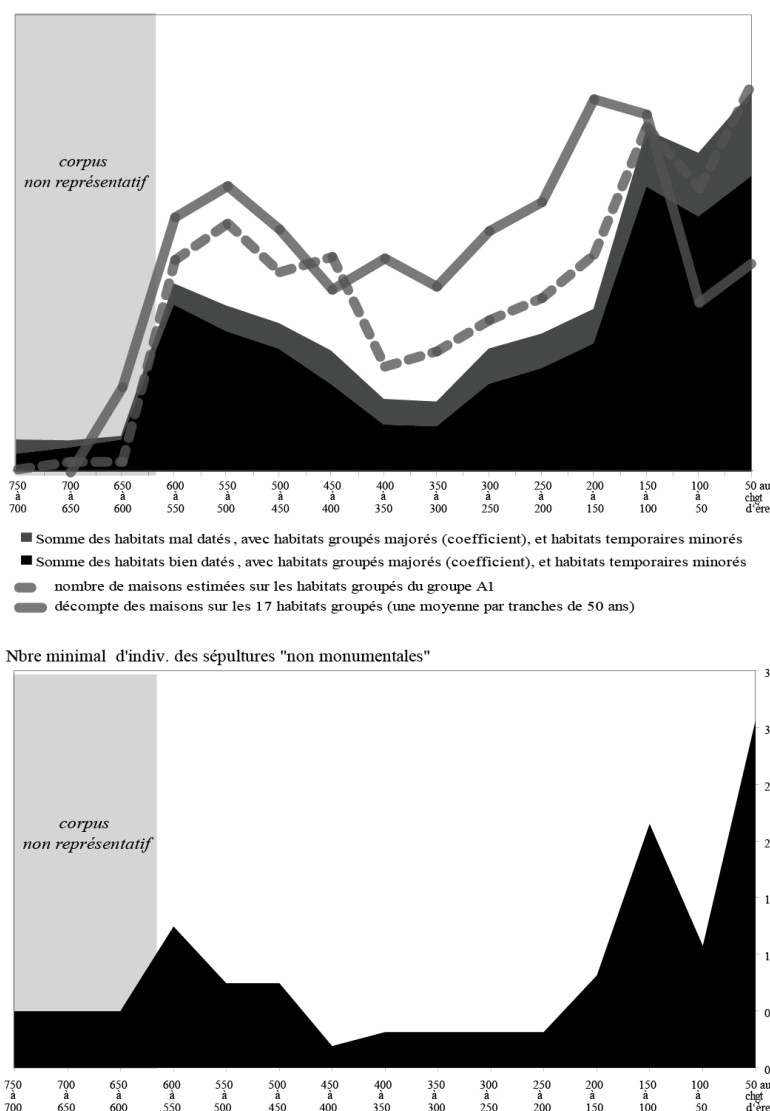 corpus
non représentatif
750 700 650 600 550 500 450 400 350 300 250 200 150 100 50 au
à à à à à à à à à à à à à à chgt
700 650 600 550 500 450 400 350 300 250 200 150 100 50 d'ère
Somme des habitats mal datés , avec habitats groupés majorés (coefficient), et habitats temporaires minorés
Somme des habitats bien datés , avec habitats groupés majorés (coefficient), et habitats temporaires minorés
nombre de maisons estimées sur les habitats groupés du groupe A1
décompte des maisons sur les 17 habitats groupés (une moyenne par tranches de 50 ans)
Nbre minimal d'indiv. des sépultures "non monumentales"
3
3
2
2
1
1
0
0
corpus
non représentatif
750 700 650 600 550 500 450 400 350 300 250 200 150 100 50 au
à à à à à à à à à à à à à à chgt
700 650 600 550 500 450 400 350 300 250 200 150 100 50 d'ère